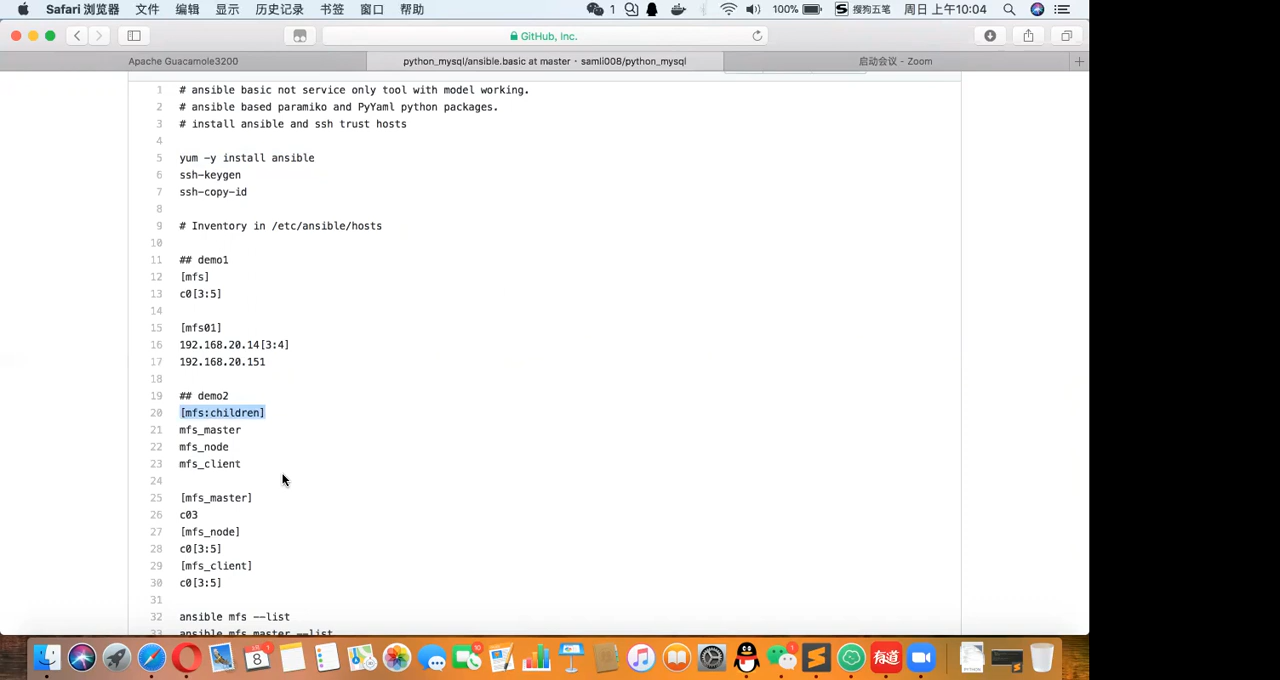 Safari 浏览器 文件 编辑 显示 历史记录 书签 窗口 帮助 1 100% S 搜狗五笔 周日 上午10:04
GitHub, Inc.
Apache Guacamole3200 python_mysql/ansible.basic at master · samli008/python_mysql 启动会议 - Zoom
1 # ansible basic not service only tool with model working.
2 # ansible based paramiko and PyYaml python packages.
3 # install ansible and ssh trust hosts
4
5 yum -y install ansible
6 ssh-keygen
7 ssh-copy-id
8
9 # Inventory in /etc/ansible/hosts
10
11 ## demo1
12 [mfs]
13 c0[3:5]
14
15 [mfs01]
16 192.168.20.14[3:4]
17 192.168.20.151
18
19 ## demo2
20 [mfs:children]
21 mfs_master
22 mfs_node
23 mfs_client
24
25 [mfs_master]
26 c03
27 [mfs_node]
28 c0[3:5]
29 [mfs_client]
30 c0[3:5]
31
32 ansible mfs --list
33 ansible mfs_master --list
8
有道